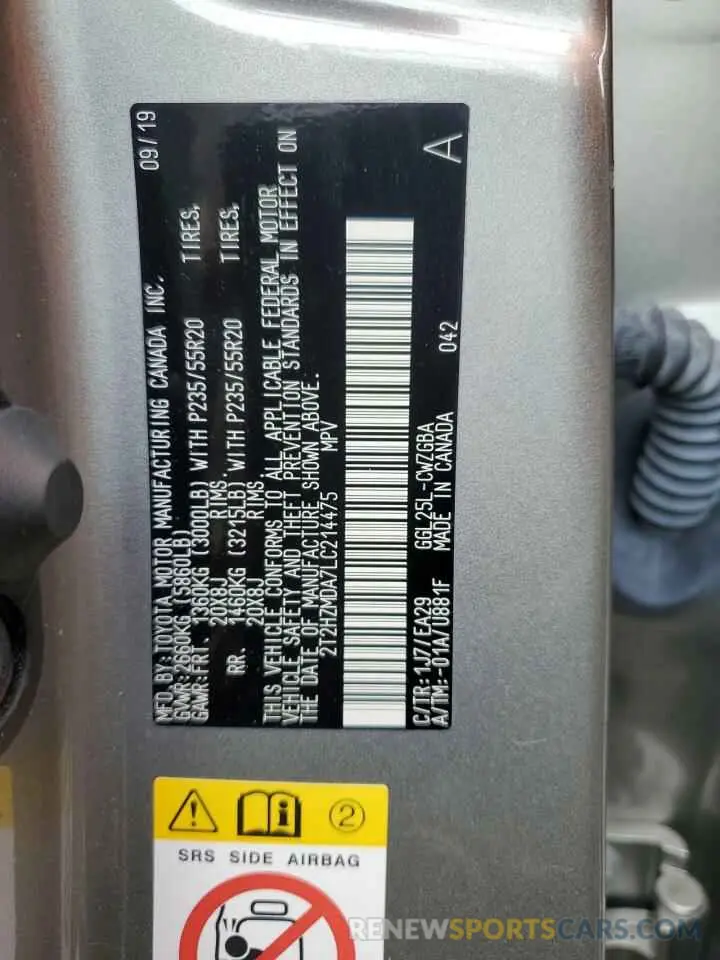 MFD. BY: TOYOTA MOTOR MANUFACTURING CANADA INC. 09/19
GVWR: 2660KG (5860LB)
GAWR: FRT. 1360KG (3000LB) WITH P235/55R20 TIRES,
20X8J RIMS,
RR. 1460KG (3215LB) WITH P235/55R20 TIRES,
20X8J RIMS.
THIS VEHICLE CONFORMS TO ALL APPLICABLE FEDERAL MOTOR
VEHICLE SAFETY AND THEFT PREVENTION STANDARDS IN EFFECT ON
THE DATE OF MANUFACTURE SHOWN ABOVE.
2T2HZMDA7LC214475 MPV
A
C/TR: 1J7/EA29 GGL25L-CWZGBA 042
A/TM: -01A/U881F MADE IN CANADA
2
SRS SIDE AIRBAG
RENEWSPORTSCARS.COM